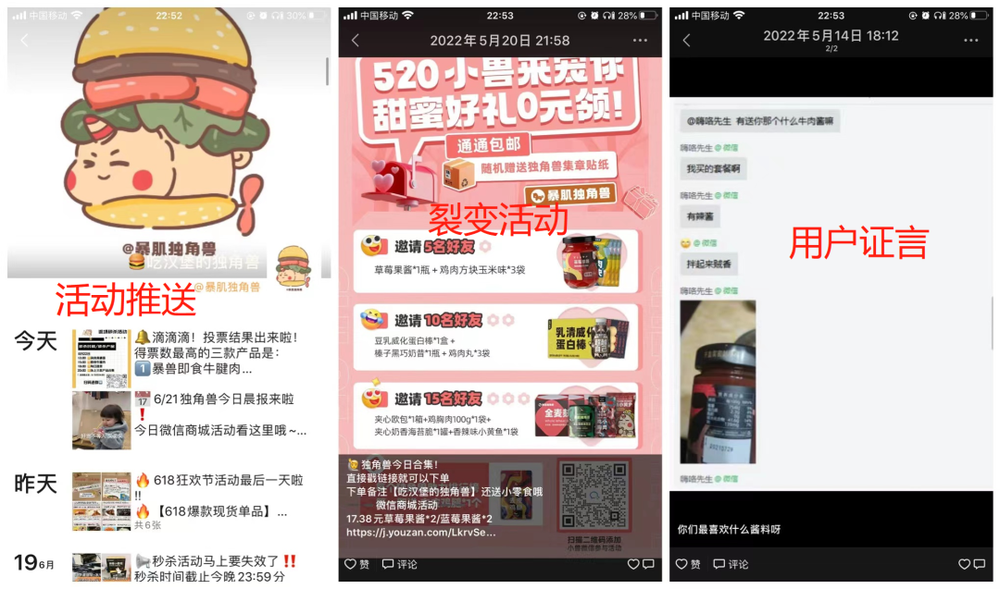 中国移动
22:52
30%
@暴肌独角兽
吃汉堡的独角兽
@暴肌独角兽
活动推送
今天
🔔滴滴滴！投票结果出来啦！
得票数最高的三款产品是：
1️⃣暴兽即食牛腱肉...
📅 6/21独角兽今日晨报来啦
❗
今日微信商城活动看这里哦~...
昨天
🔥 618狂欢节活动最后一天啦
‼
🔥【618爆款现货单品】...
共6张
19 6月
📢秒杀活动马上要失效了‼️
秒杀时间截止今晚23:59分
中国移动
22:53
28%
2022年5月20日 21:58
520小兽来宠你
甜蜜好礼0元领!
通通包邮
随机赠送独角兽集章贴纸
暴肌独角兽
裂变活动
邀请5名好友
草莓果酱*1瓶 + 鸡肉方块玉米味*3袋
邀请10名好友
豆乳威化蛋白棒*1盒 +
榛子黑巧奶昔*1瓶 + 鸡肉丸*3袋
乳清威化
蛋白棒
邀请15名好友
夹心欧包*1箱+鸡胸肉100g*1袋+
夹心奶香海苔脆*1罐+香辣味小黄鱼*1袋
全麦
🙋独角兽今日合集！
直接戳链接就可以下单
下单备注【吃汉堡的独角兽】还送小零食哦
微信商城活动
17.38元草莓果酱*2/蓝莓果酱*2
https://j.youzan.com/LkrvSe...
扫描二维码添加
小兽微信参与活动
赞
评论
中国移动
22:53
28%
2022年5月14日 18:12
2/2
@嗨咯先生 有送你那个什么牛肉酱嘛
嗨咯先生@微信
我买的套餐啊
嗨咯先生@微信
有辣酱
@微信
拌起来贼香
嗨咯先生@微信
用户证言
嗨咯先生@微信
你们最喜欢什么酱料呀
赞
评论